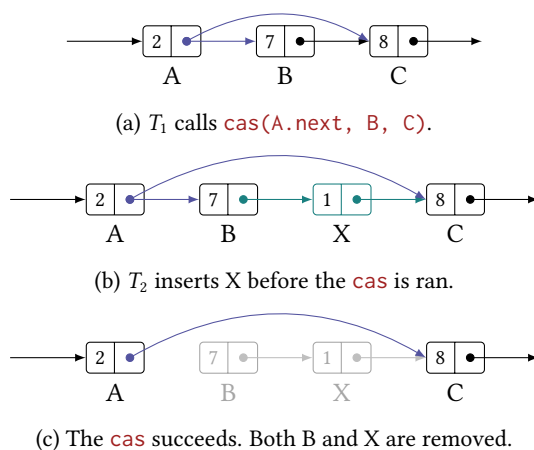 2 7 8
A B C
(a) T₁ calls cas(A.next, B, C).
2 7 1 8
A B X C
(b) T₂ inserts X before the cas is ran.
2 7 1 8
A B X C
(c) The cas succeeds. Both B and X are removed.